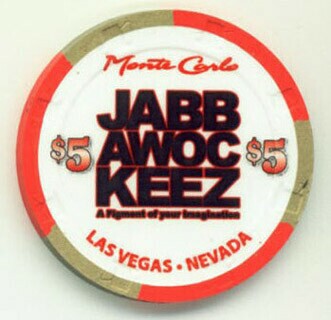 Monte Carlo
JABB
$5 AWOC $5
KEEZ
A Figment of your Imagination
LAS VEGAS • NEVADA